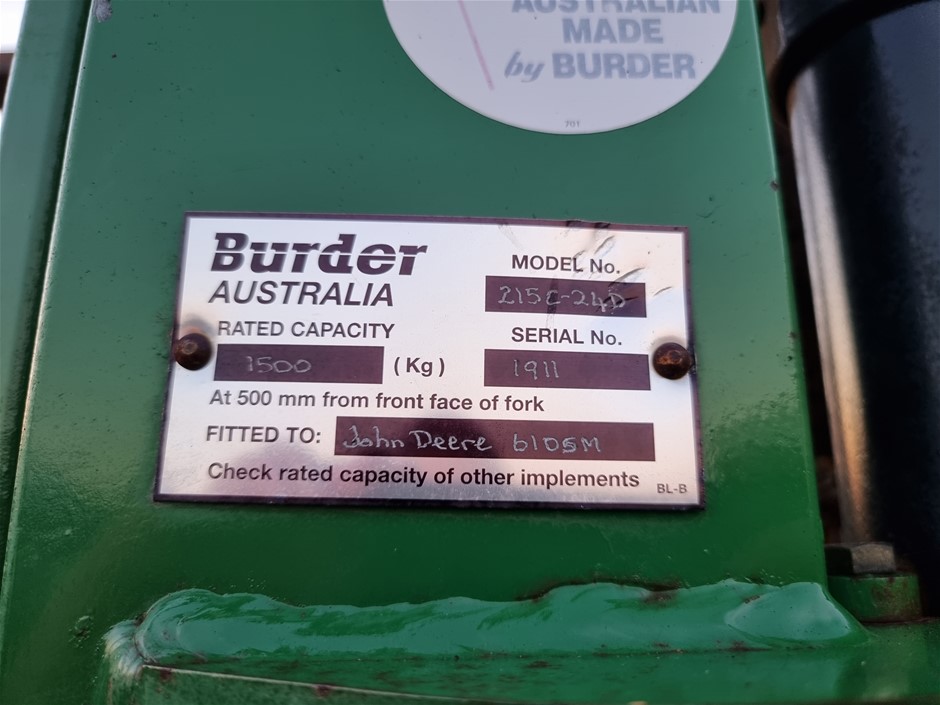 AUSTRALIAN
MADE
by BURDER
701
Burder
AUSTRALIA
MODEL No.
215C-24D
RATED CAPACITY
1500 (Kg)
SERIAL No.
1911
At 500 mm from front face of fork
FITTED TO: John Deere 6105M
Check rated capacity of other implements
BL-B